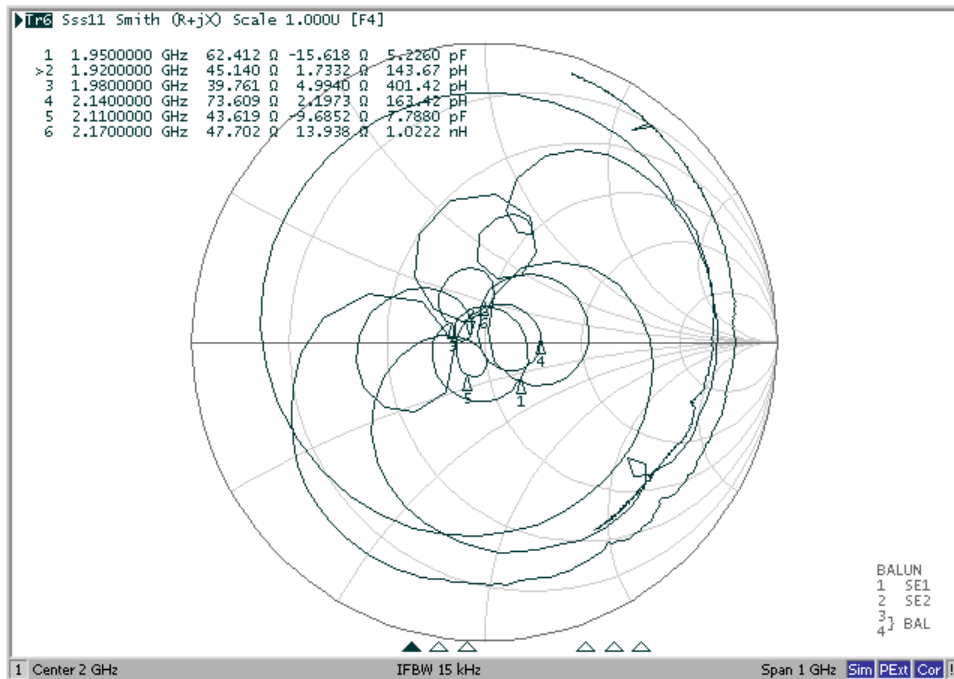 Tr6 Sss11 Smith (R+jX) Scale 1.000U [F4]
1 1.9500000 GHz 62.412 Ω -15.618 Ω 5.2260 pF
>2 1.9200000 GHz 45.140 Ω 1.7332 Ω 143.67 pH
3 1.9800000 GHz 39.761 Ω 4.9940 Ω 401.42 pH
4 2.1400000 GHz 73.609 Ω 2.1973 Ω 163.42 pH
5 2.1100000 GHz 43.619 Ω -9.6852 Ω 7.7880 pF
6 2.1700000 GHz 47.702 Ω 13.938 Ω 1.0222 nH
6
4
5
1
BALUN
1 SE1
2 SE2
3
4} BAL
1 Center 2 GHz IFBW 15 kHz Span 1 GHz Sim PExt Cor !